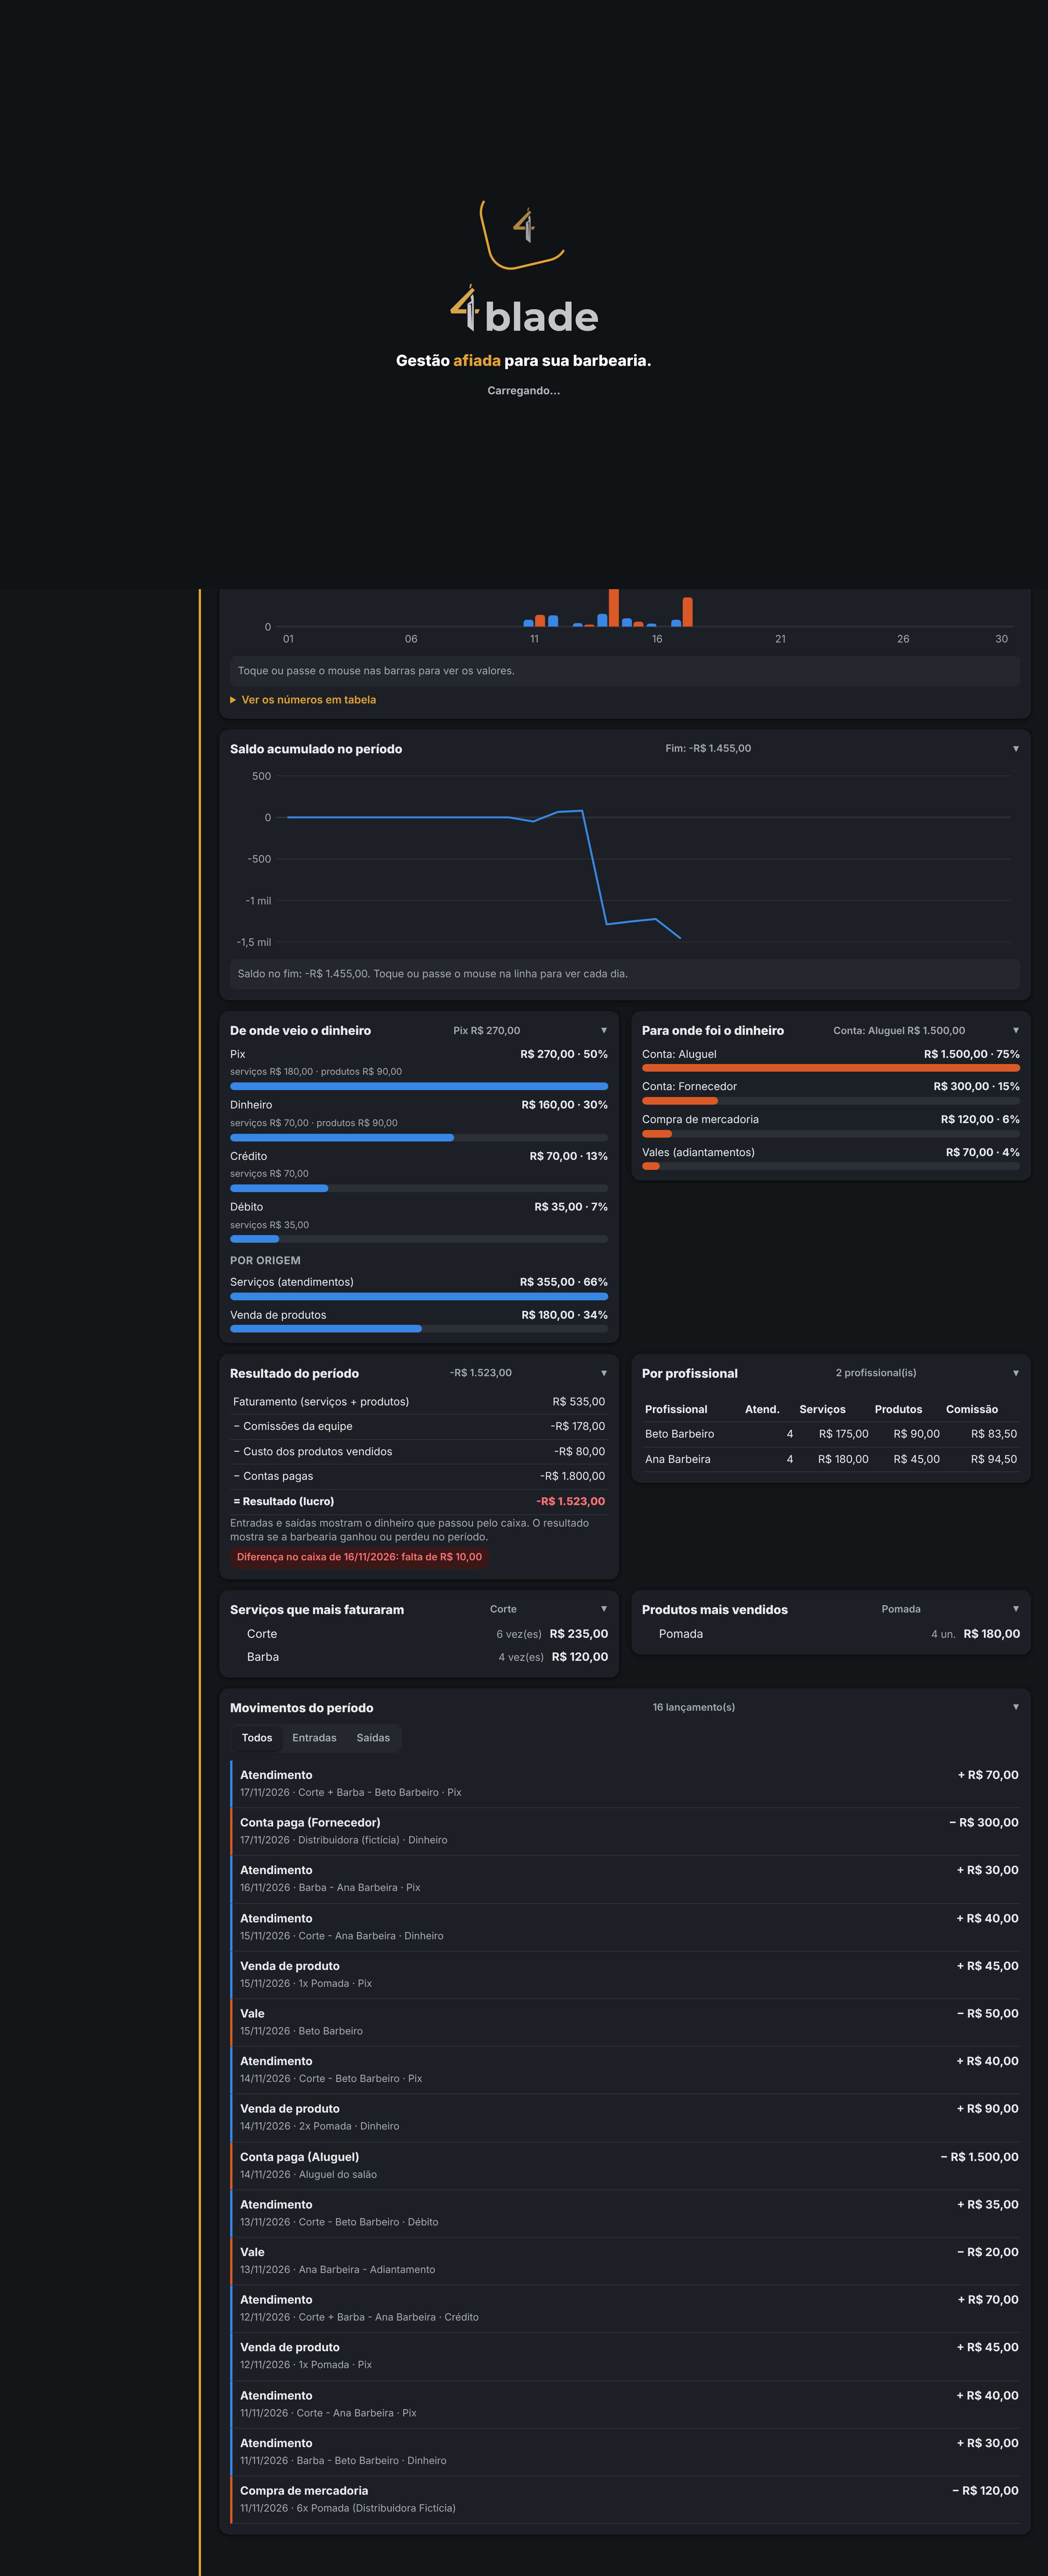 4
4blade
Gestão afiada para sua barbearia.
Carregando...
0
01 06 11 16 21 26 30
Toque ou passe o mouse nas barras para ver os valores.
▶ Ver os números em tabela
Saldo acumulado no período Fim: -R$ 1.455,00 ▼
500
0
-500
-1 mil
-1,5 mil
Saldo no fim: -R$ 1.455,00. Toque ou passe o mouse na linha para ver cada dia.
De onde veio o dinheiro Pix R$ 270,00 ▼
Pix R$ 270,00 · 50%
serviços R$ 180,00 · produtos R$ 90,00
Dinheiro R$ 160,00 · 30%
serviços R$ 70,00 · produtos R$ 90,00
Crédito R$ 70,00 · 13%
serviços R$ 70,00
Débito R$ 35,00 · 7%
serviços R$ 35,00
POR ORIGEM
Serviços (atendimentos) R$ 355,00 · 66%
Venda de produtos R$ 180,00 · 34%
Para onde foi o dinheiro Conta: Aluguel R$ 1.500,00 ▼
Conta: Aluguel R$ 1.500,00 · 75%
Conta: Fornecedor R$ 300,00 · 15%
Compra de mercadoria R$ 120,00 · 6%
Vales (adiantamentos) R$ 70,00 · 4%
Resultado do período -R$ 1.523,00 ▼
Faturamento (serviços + produtos) R$ 535,00
− Comissões da equipe -R$ 178,00
− Custo dos produtos vendidos -R$ 80,00
− Contas pagas -R$ 1.800,00
= Resultado (lucro) -R$ 1.523,00
Entradas e saídas mostram o dinheiro que passou pelo caixa. O resultado
mostra se a barbearia ganhou ou perdeu no período.
Diferença no caixa de 16/11/2026: falta de R$ 10,00
Por profissional 2 profissional(is) ▼
Profissional Atend. Serviços Produtos Comissão
Beto Barbeiro 4 R$ 175,00 R$ 90,00 R$ 83,50
Ana Barbeira 4 R$ 180,00 R$ 45,00 R$ 94,50
Serviços que mais faturaram Corte ▼
Corte 6 vez(es) R$ 235,00
Barba 4 vez(es) R$ 120,00
Produtos mais vendidos Pomada ▼
Pomada 4 un. R$ 180,00
Movimentos do período 16 lançamento(s) ▼
Todos Entradas Saídas
Atendimento + R$ 70,00
17/11/2026 · Corte + Barba - Beto Barbeiro · Pix
Conta paga (Fornecedor) − R$ 300,00
17/11/2026 · Distribuidora (fictícia) · Dinheiro
Atendimento + R$ 30,00
16/11/2026 · Barba - Ana Barbeira · Pix
Atendimento + R$ 40,00
15/11/2026 · Corte - Ana Barbeira · Dinheiro
Venda de produto + R$ 45,00
15/11/2026 · 1x Pomada · Pix
Vale − R$ 50,00
15/11/2026 · Beto Barbeiro
Atendimento + R$ 40,00
14/11/2026 · Corte - Beto Barbeiro · Pix
Venda de produto + R$ 90,00
14/11/2026 · 2x Pomada · Dinheiro
Conta paga (Aluguel) − R$ 1.500,00
14/11/2026 · Aluguel do salão
Atendimento + R$ 35,00
13/11/2026 · Corte - Beto Barbeiro · Débito
Vale − R$ 20,00
13/11/2026 · Ana Barbeira - Adiantamento
Atendimento + R$ 70,00
12/11/2026 · Corte + Barba - Ana Barbeira · Crédito
Venda de produto + R$ 45,00
12/11/2026 · 1x Pomada · Pix
Atendimento + R$ 40,00
11/11/2026 · Corte - Ana Barbeira · Pix
Atendimento + R$ 30,00
11/11/2026 · Barba - Beto Barbeiro · Dinheiro
Compra de mercadoria − R$ 120,00
11/11/2026 · 6x Pomada (Distribuidora Fictícia)